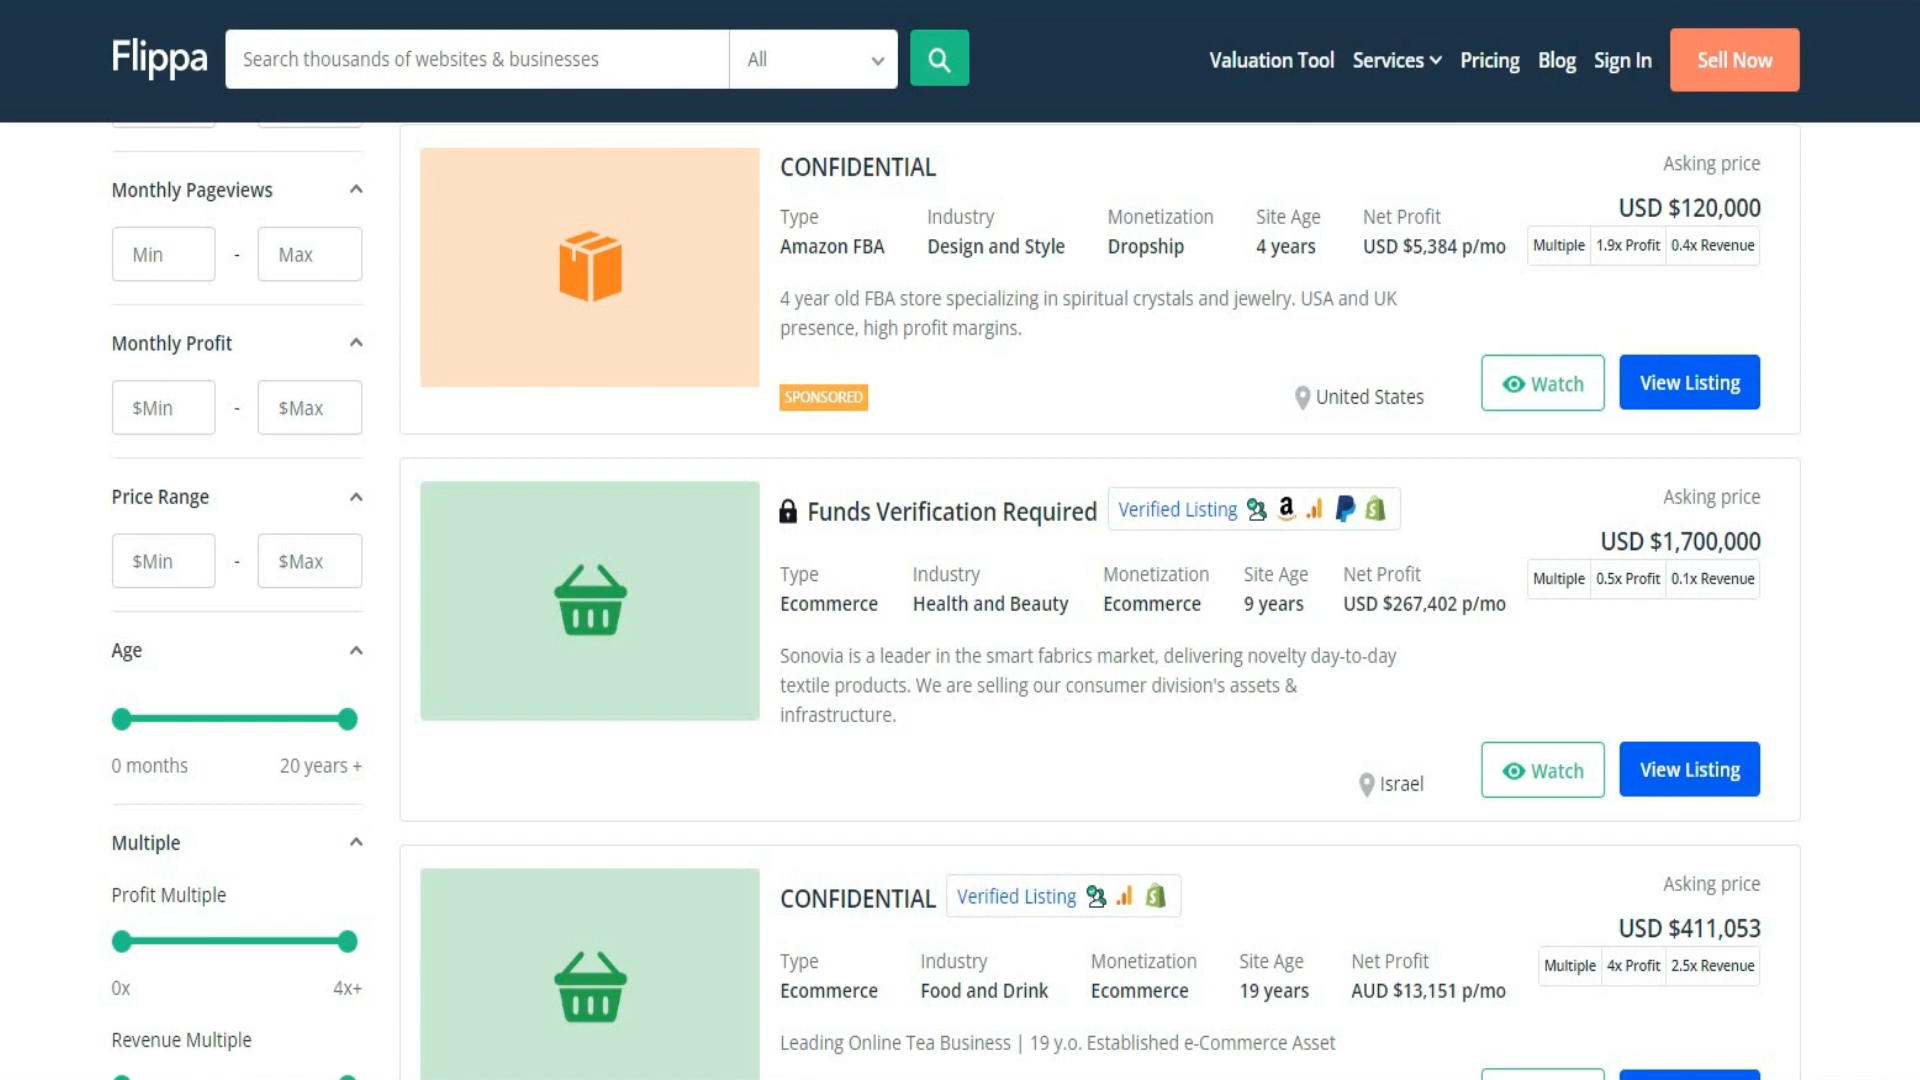 Flippa
Search thousands of websites & businesses
All
Valuation Tool Services Pricing Blog Sign In Sell Now
Monthly Pageviews
Min - Max
Monthly Profit
$Min - $Max
Price Range
$Min - $Max
Age
0 months 20 years +
Multiple
Profit Multiple
0x 4x+
Revenue Multiple
CONFIDENTIAL
Asking price
USD $120,000
Type Industry Monetization Site Age Net Profit
Amazon FBA Design and Style Dropship 4 years USD $5,384 p/mo
Multiple 1.9x Profit 0.4x Revenue
4 year old FBA store specializing in spiritual crystals and jewelry. USA and UK
presence, high profit margins.
SPONSORED
United States
Watch View Listing
Funds Verification Required Verified Listing
Asking price
USD $1,700,000
Type Industry Monetization Site Age Net Profit
Ecommerce Health and Beauty Ecommerce 9 years USD $267,402 p/mo
Multiple 0.5x Profit 0.1x Revenue
Sonovia is a leader in the smart fabrics market, delivering novelty day-to-day
textile products. We are selling our consumer division's assets &
infrastructure.
Israel
Watch View Listing
CONFIDENTIAL Verified Listing
Asking price
USD $411,053
Type Industry Monetization Site Age Net Profit
Ecommerce Food and Drink Ecommerce 19 years AUD $13,151 p/mo
Multiple 4x Profit 2.5x Revenue
Leading Online Tea Business | 19 y.o. Established e-Commerce Asset